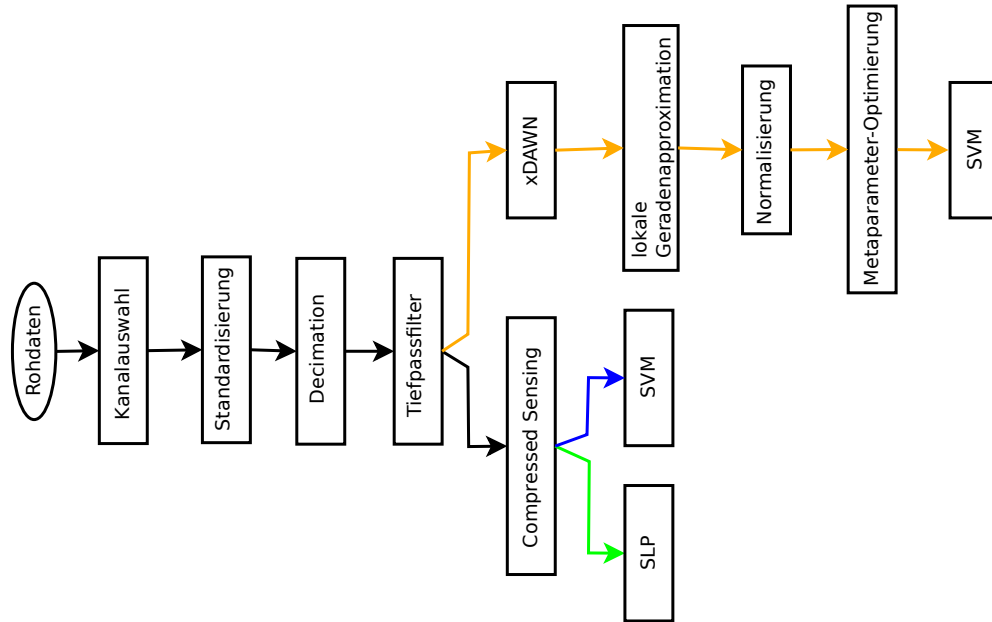 Rohdaten
Kanalauswahl
Standardisierung
Decimation
Tiefpassfilter
xDAWN
lokale
Geradenapproximation
Normalisierung
Metaparameter-Optimierung
SVM
Compressed Sensing
SVM
SLP